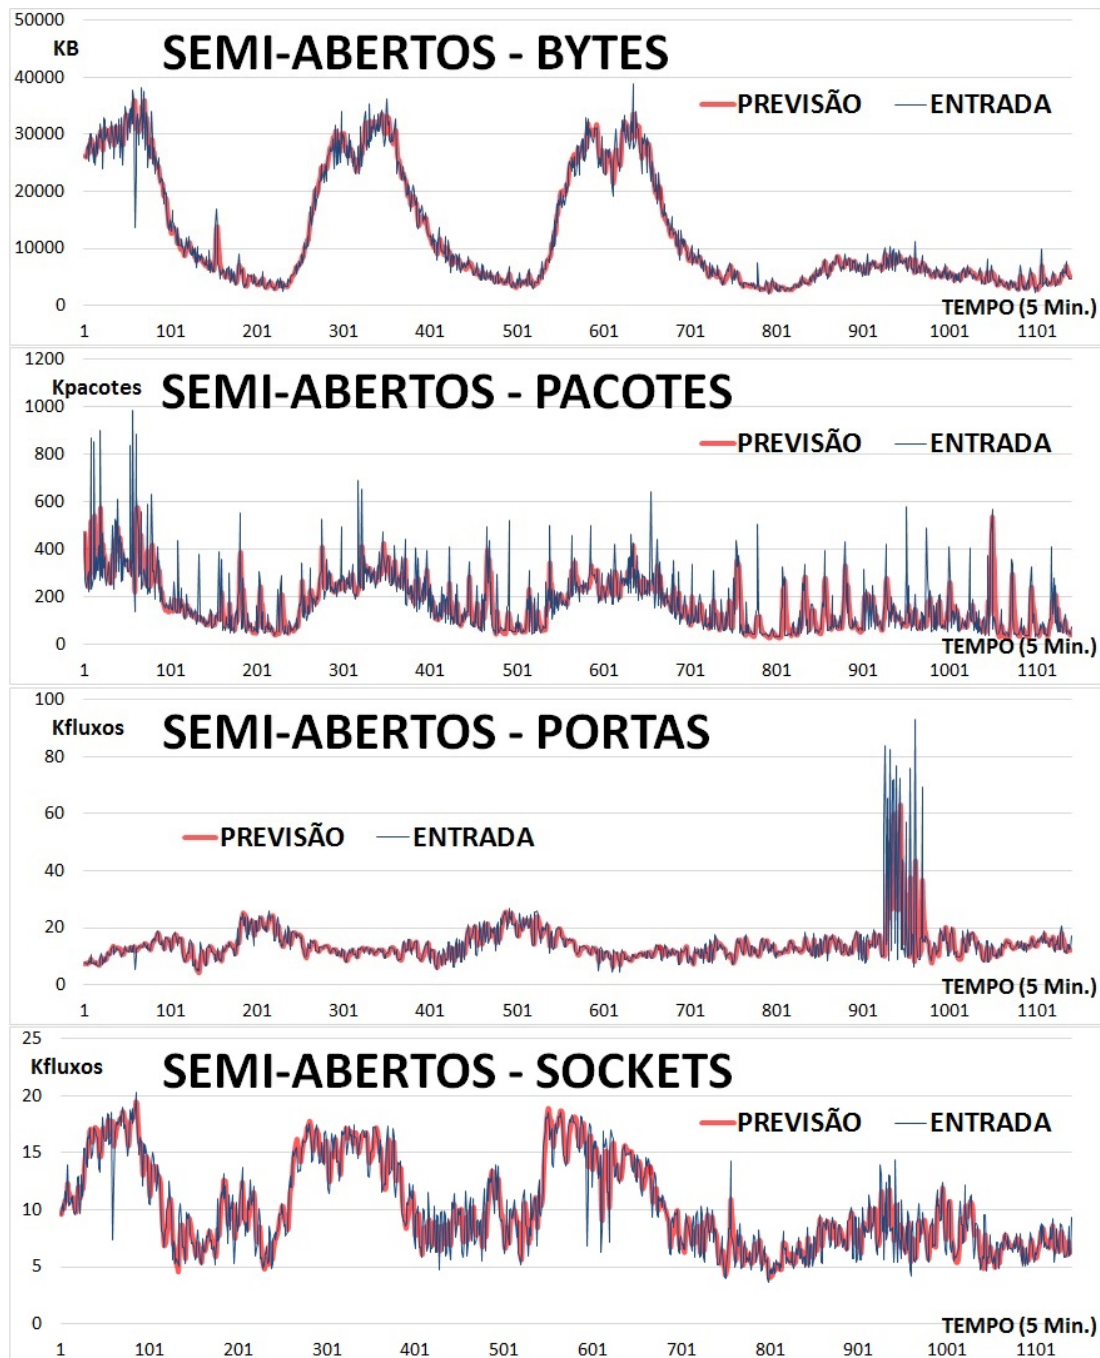 50000
KB
SEMI-ABERTOS - BYTES
40000
PREVISÃO ENTRADA
30000
20000
10000
0
TEMPO (5 Min.)
1 101 201 301 401 501 601 701 801 901 1001 1101
1200
Kpacotes
SEMI-ABERTOS - PACOTES
1000
PREVISÃO ENTRADA
800
600
400
200
0
TEMPO (5 Min.)
1 101 201 301 401 501 601 701 801 901 1001 1101
100
Kfluxos
SEMI-ABERTOS - PORTAS
80
60
PREVISÃO ENTRADA
40
20
0
TEMPO (5 Min.)
1 101 201 301 401 501 601 701 801 901 1001 1101
25
Kfluxos
SEMI-ABERTOS - SOCKETS
20
PREVISÃO ENTRADA
15
10
5
0
TEMPO (5 Min.)
1 101 201 301 401 501 601 701 801 901 1001 1101